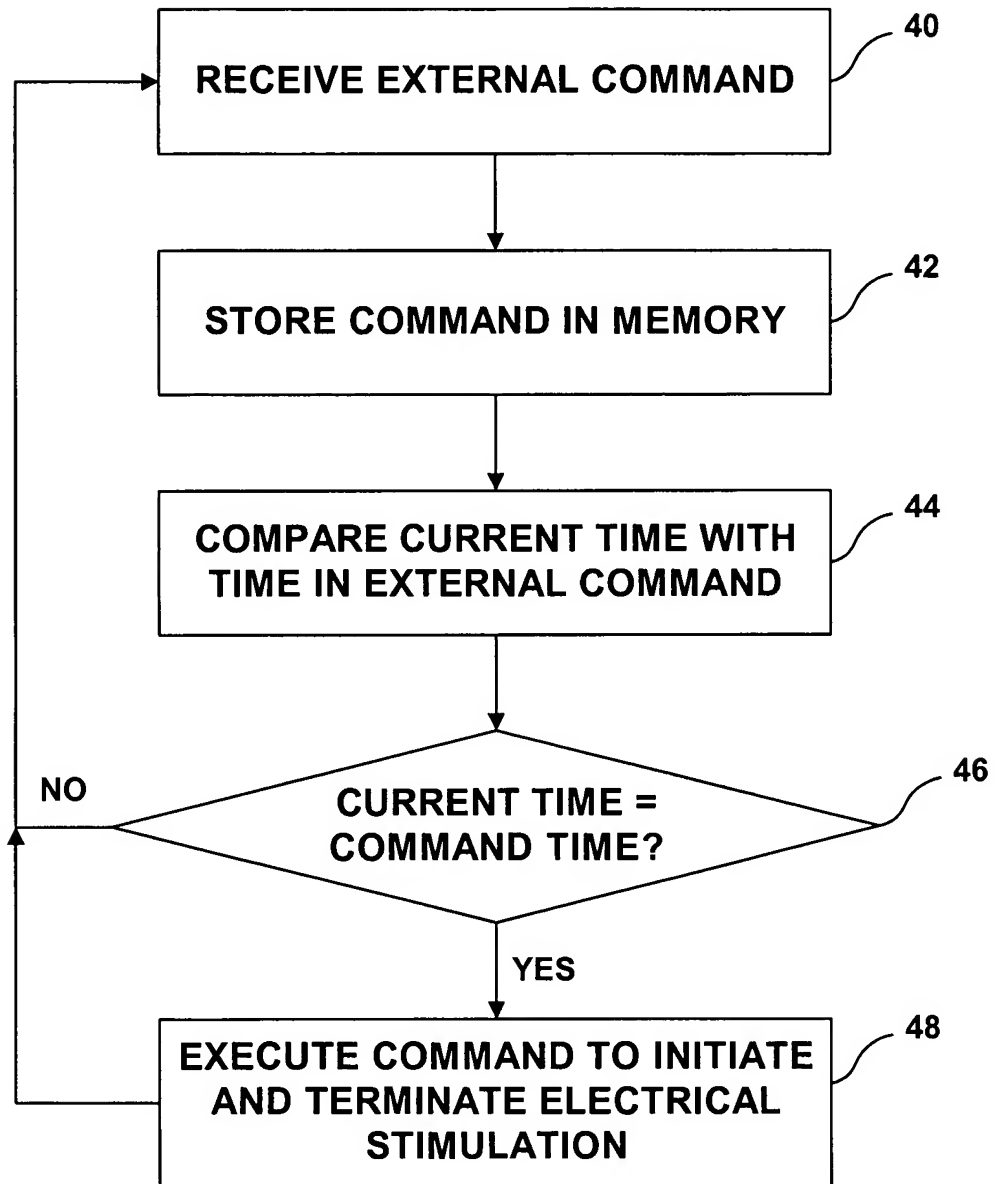 40
RECEIVE EXTERNAL COMMAND
42
STORE COMMAND IN MEMORY
44
COMPARE CURRENT TIME WITH
TIME IN EXTERNAL COMMAND
46
NO
CURRENT TIME =
COMMAND TIME?
YES
48
EXECUTE COMMAND TO INITIATE
AND TERMINATE ELECTRICAL
STIMULATION